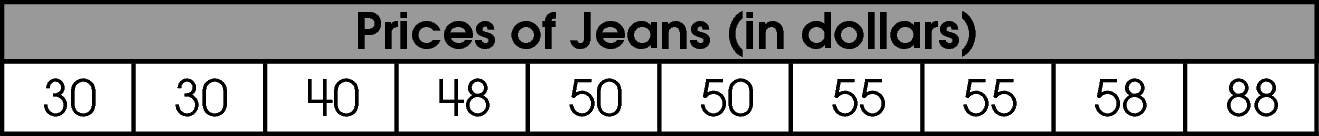 Prices of Jeans (in dollars)
30 30 40 48 50 50 55 55 58 88